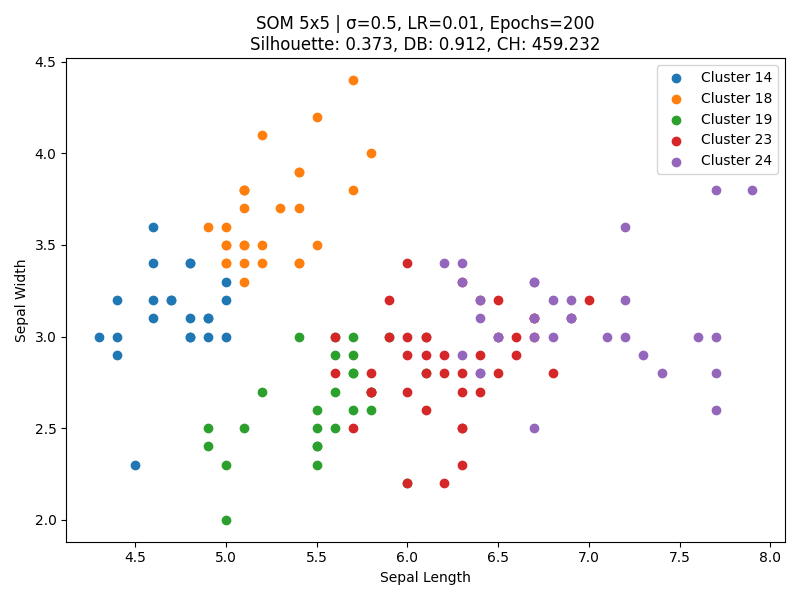 SOM 5x5 | σ=0.5, LR=0.01, Epochs=200
Silhouette: 0.373, DB: 0.912, CH: 459.232
Cluster 14
Cluster 18
Cluster 19
Cluster 23
Cluster 24
4.5
4.0
3.5
3.0
2.5
2.0
Sepal Width
4.5 5.0 5.5 6.0 6.5 7.0 7.5 8.0
Sepal Length